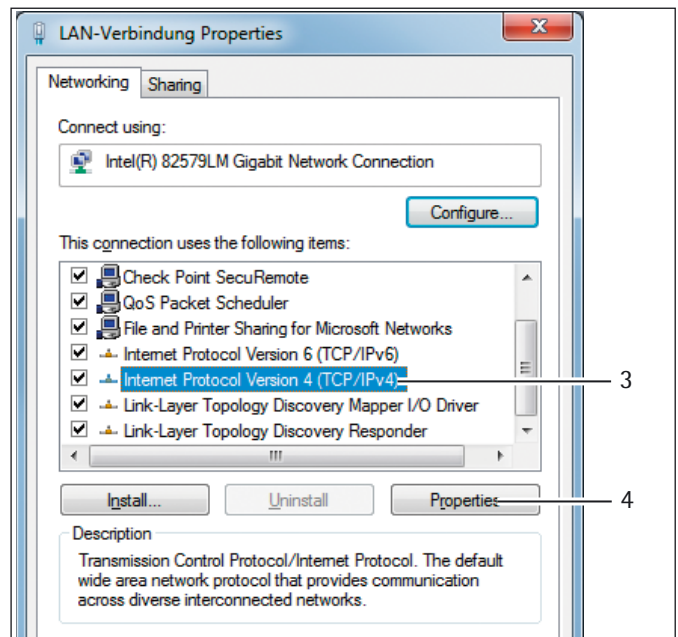 LAN-Verbindung Properties
Networking Sharing
Connect using:
Intel(R) 82579LM Gigabit Network Connection
Configure...
This connection uses the following items:
Check Point SecuRemote
QoS Packet Scheduler
File and Printer Sharing for Microsoft Networks
Internet Protocol Version 6 (TCP/IPv6)
Internet Protocol Version 4 (TCP/IPv4) 3
Link-Layer Topology Discovery Mapper I/O Driver
Link-Layer Topology Discovery Responder
Install... Uninstall Properties 4
Description
Transmission Control Protocol/Internet Protocol. The default
wide area network protocol that provides communication
across diverse interconnected networks.